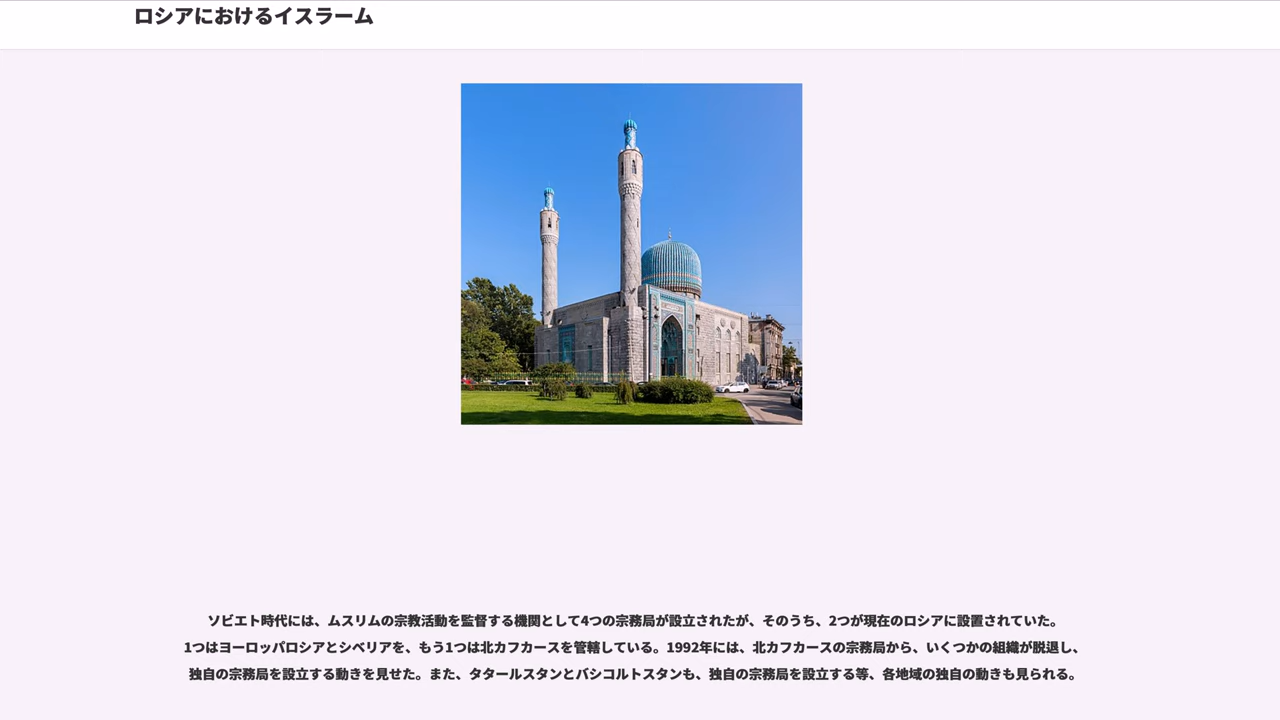 ロシアにおけるイスラーム
ソビエト時代には、ムスリムの宗教活動を監督する機関として4つの宗務局が設立されたが、そのうち、2つが現在のロシアに設置されていた。
1つはヨーロッパロシアとシベリアを、もう1つは北カフカースを管轄している。1992年には、北カフカースの宗務局から、いくつかの組織が脱退し、
独自の宗務局を設立する動きを見せた。また、タタールスタンとバシコルトスタンも、独自の宗務局を設立する等、各地域の独自の動きも見られる。